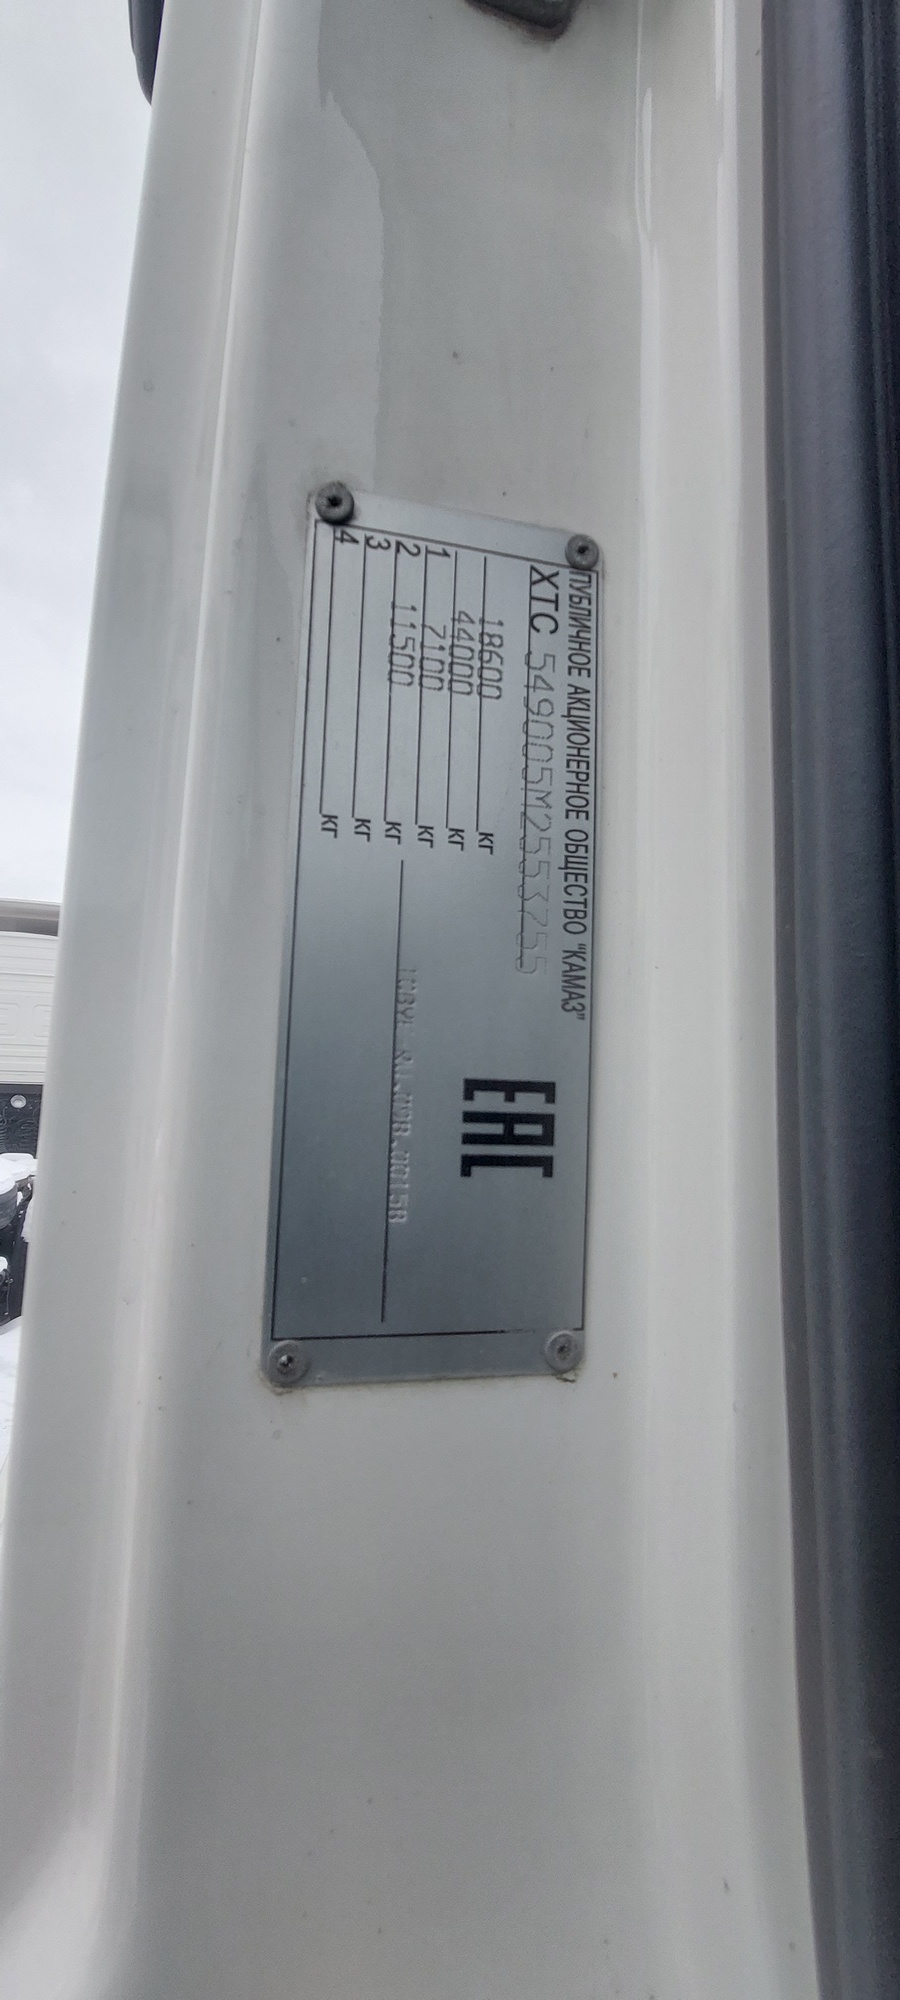 ПУБЛИЧНОЕ АКЦИОНЕРНОЕ ОБЩЕСТВО "КАМАЗ"
XTC 549005M2553755
18600 кг
44000 кг
1 7100 кг
2 11500 кг
3 кг
4 кг
EAC